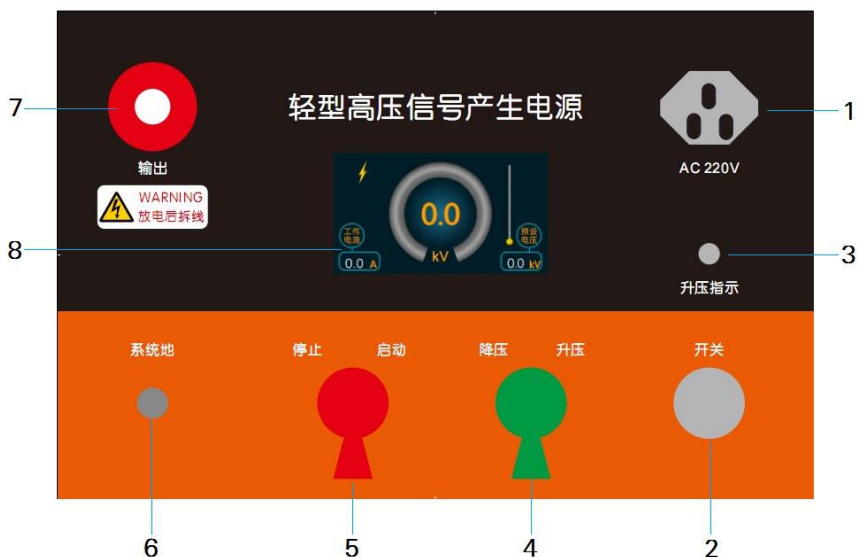 轻型高压信号产生电源
7
1
输出
AC 220V
WARNING
放电后拆线
0.0
工作
电流
预设
电压
8
kV
3
0.0 A
0.0 kV
升压指示
系统地
停止 启动
降压 升压
开关
6
5
4
2